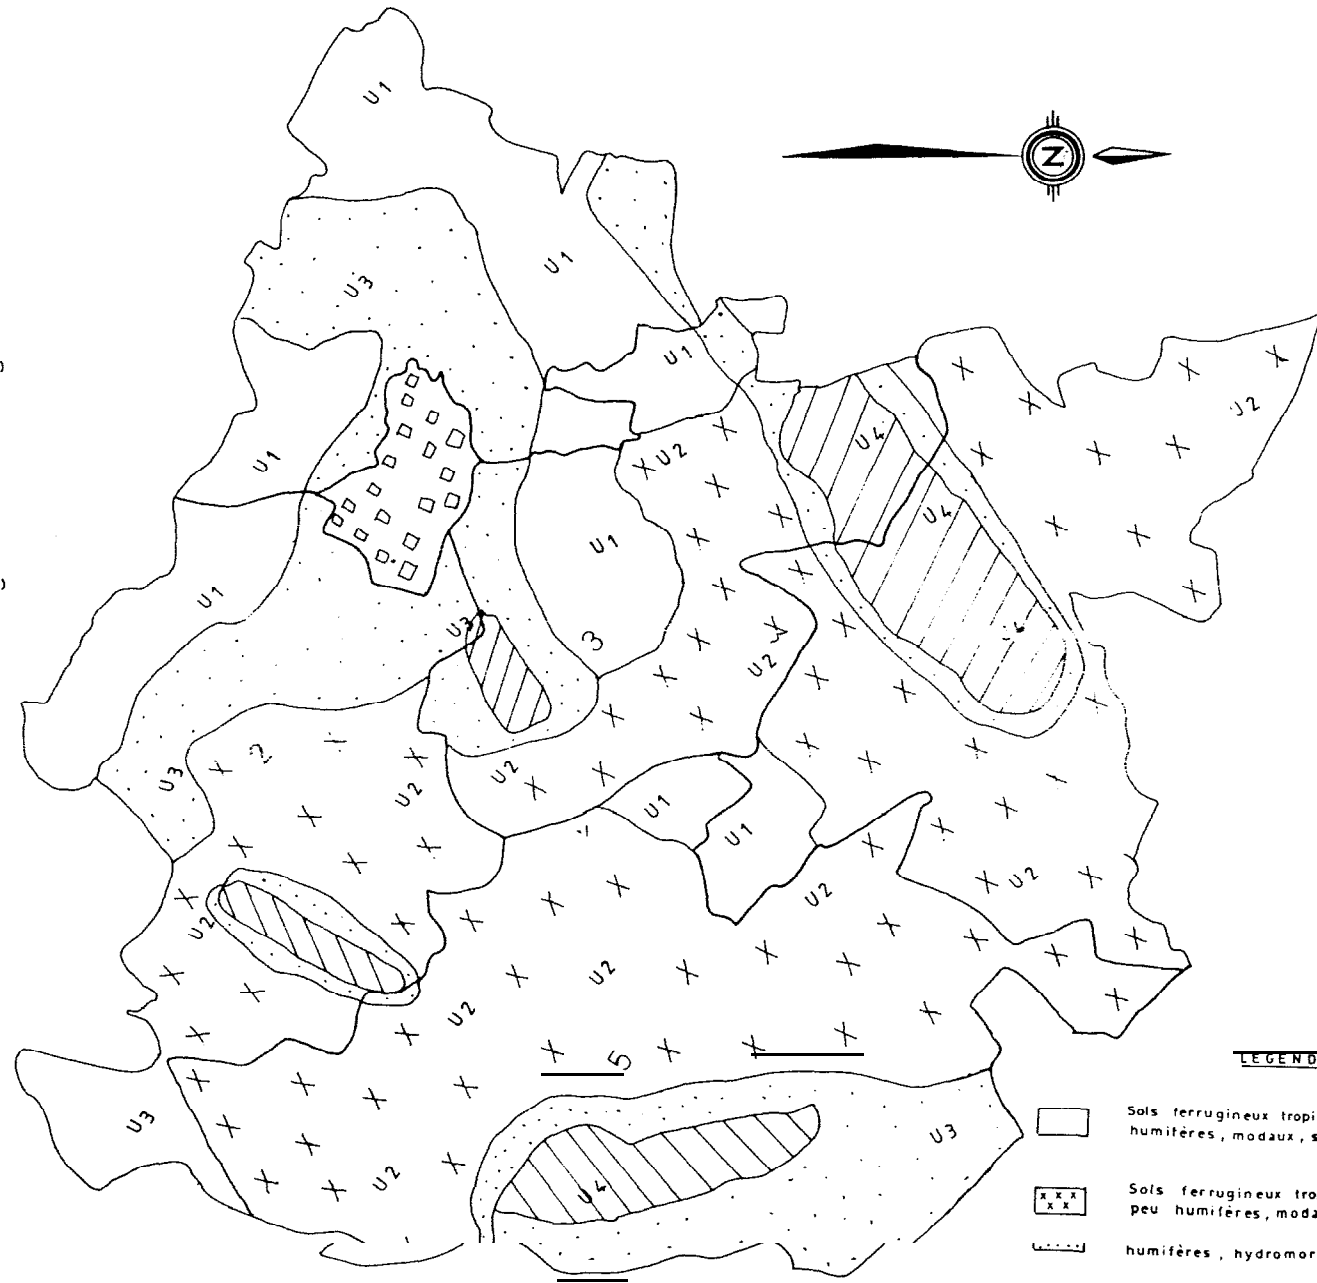 U1
Z
U1
U3
U1
U2
U4
U2
U1
U4
U1
U1
U3
3
U2
U3
2
U2
U2
U1
U1
U2
U2
U2
U2
U2
5
LEGEND
U3
U3
Sols ferrugineux tropi
humifères, modaux, s
U2
U4
Sols ferrugineux tro
peu humifères, moda
humifères, hydromor